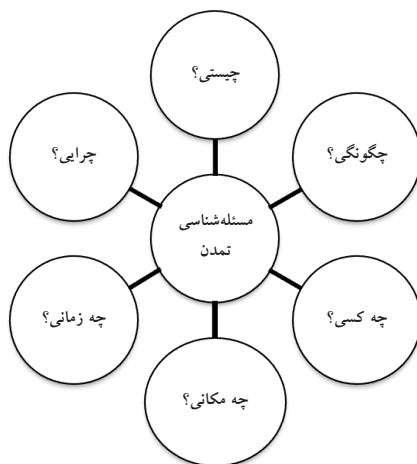 چیستی؟
چگونگی؟
چرایی؟
مسئله‌شناسی
تمدن
چه کسی؟
چه زمانی؟
چه مکانی؟